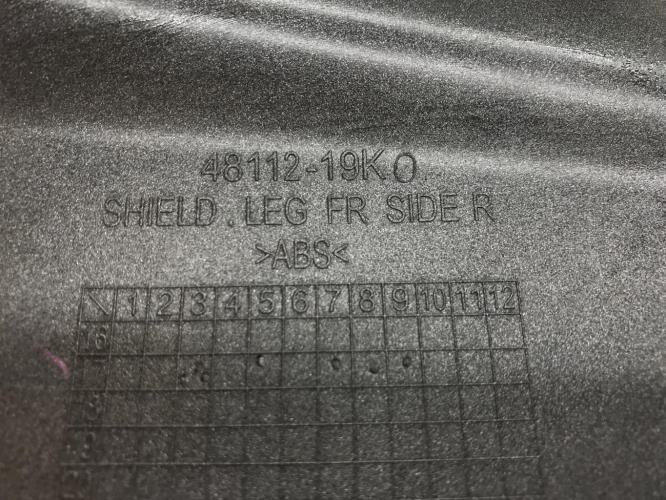 48112-19K0
SHIELD . LEG FR SIDE R
>ABS<
1 2 3 4 5 6 7 8 9 10 11 12
16